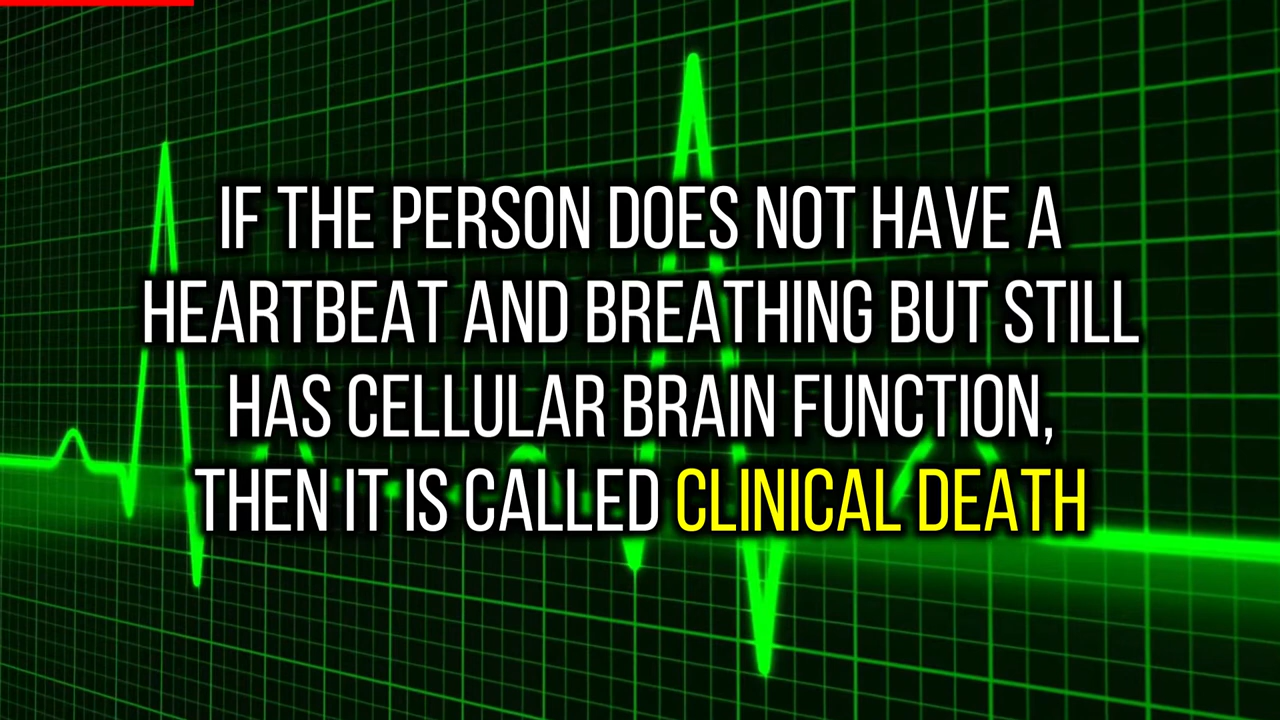 IF THE PERSON DOES NOT HAVE A
HEARTBEAT AND BREATHING BUT STILL
HAS CELLULAR BRAIN FUNCTION,
THEN IT IS CALLED CLINICAL DEATH